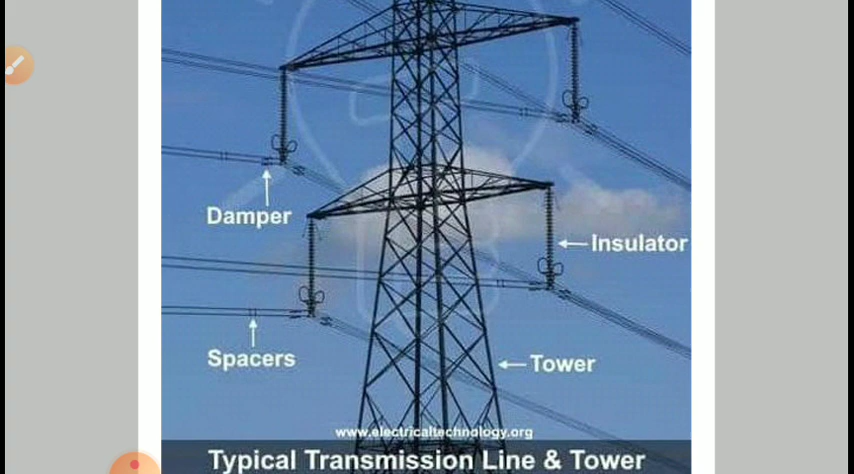 Damper
Insulator
Spacers
Tower
www.electricaltechnology.org
Typical Transmission Line & Tower